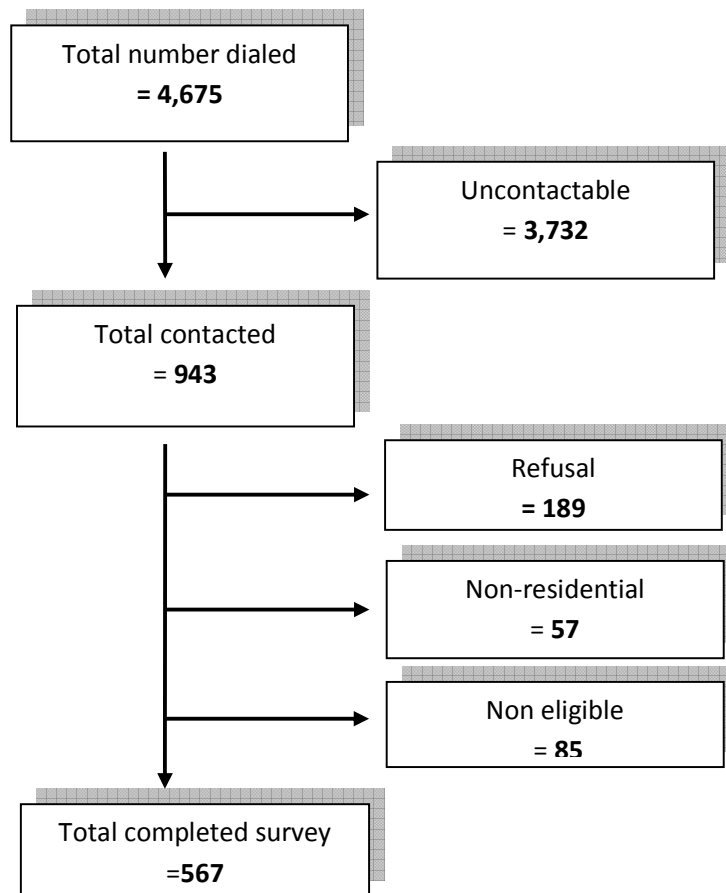 Total number dialed
= 4,675
Uncontactable
= 3,732
Total contacted
= 943
Refusal
= 189
Non-residential
= 57
Non eligible
= 85
Total completed survey
=567